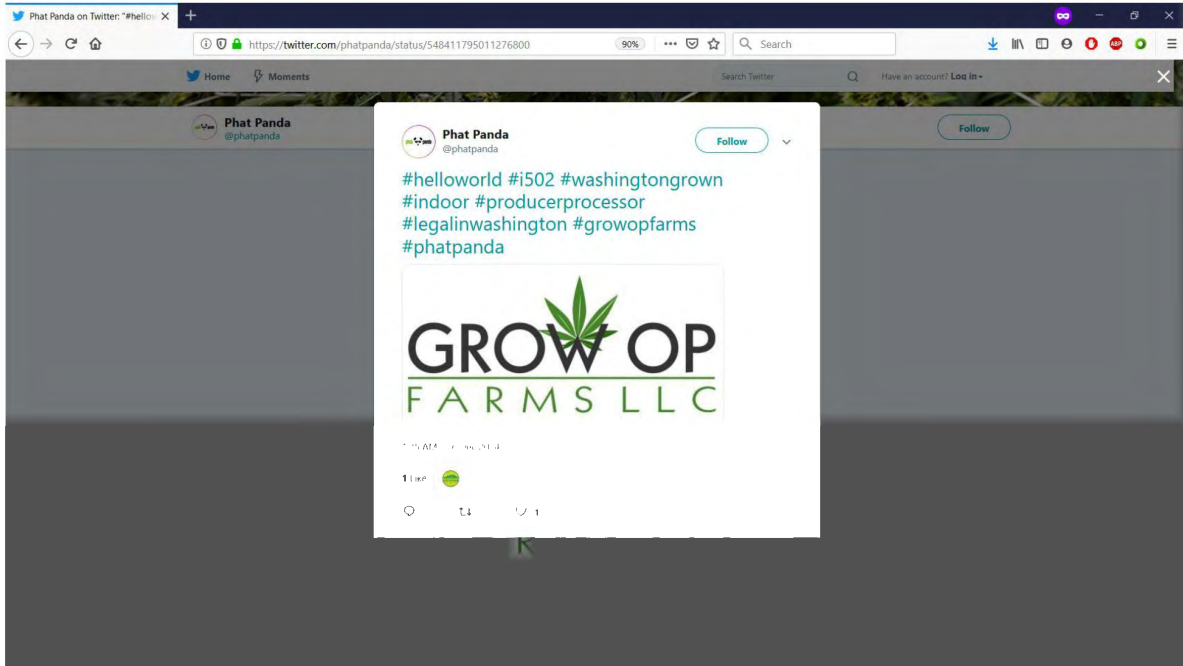 Phat Panda on Twitter: "#hellow
https://twitter.com/phatpanda/status/548411795011276800
90%
Search
Home
Moments
Search Twitter
Have an account? Log in
Phat Panda
@phatpanda
Follow
Phat Panda
@phatpanda
Follow
#helloworld #i502 #washingtongrown
#indoor #producerprocessor
#legalinwashington #growopfarms
#phatpanda
GROW OP
FARMS LLC
1 Like
1
R